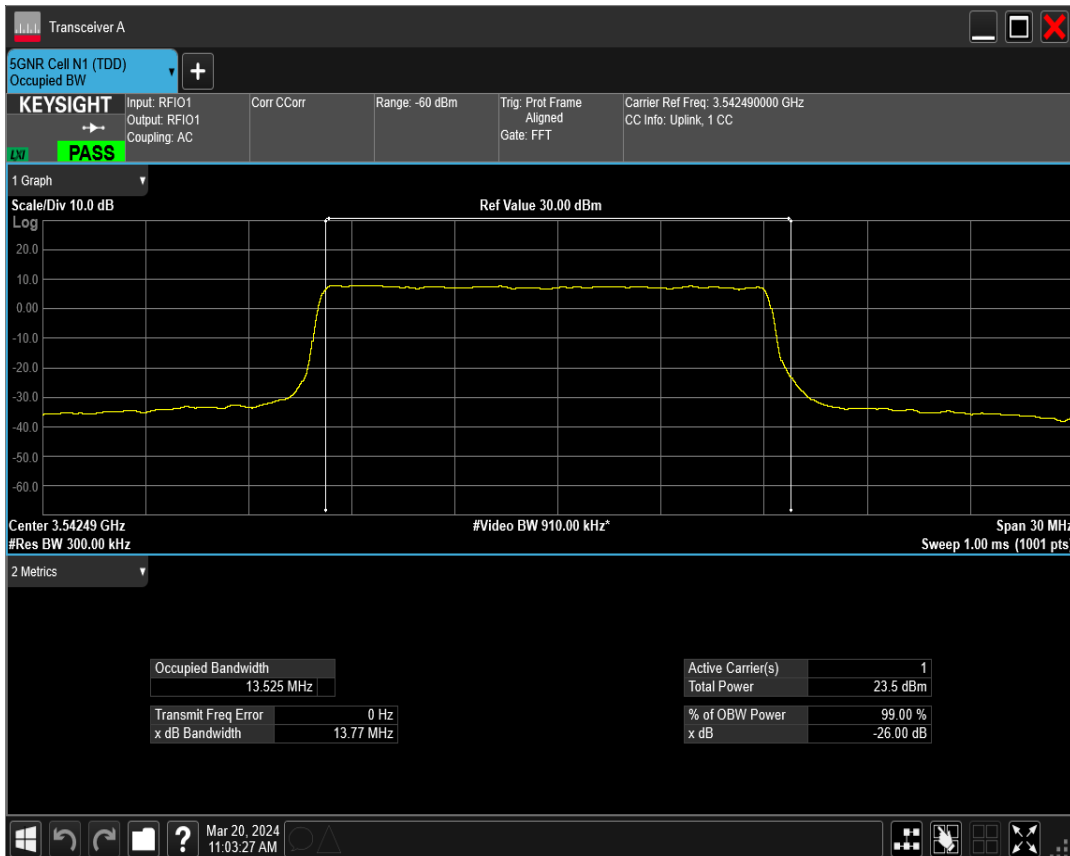 Transceiver A
5GNR Cell N1 (TDD)
Occupied BW
+
KEYSIGHT
LXI
PASS
Input: RFIO1
Output: RFIO1
Coupling: AC
Corr CCorr
Range: -60 dBm
Trig: Prot Frame
Aligned
Gate: FFT
Carrier Ref Freq: 3.542490000 GHz
CC Info: Uplink, 1 CC
1 Graph
Scale/Div 10.0 dB
Ref Value 30.00 dBm
Log
20.0
10.0
0.00
-10.0
-20.0
-30.0
-40.0
-50.0
-60.0
Center 3.54249 GHz
#Video BW 910.00 kHz*
Span 30 MHz
#Res BW 300.00 kHz
Sweep 1.00 ms (1001 pts)
2 Metrics
Occupied Bandwidth
13.525 MHz
Transmit Freq Error 0 Hz
x dB Bandwidth 13.77 MHz
Active Carrier(s) 1
Total Power 23.5 dBm
% of OBW Power 99.00 %
x dB -26.00 dB
?
Mar 20, 2024
11:03:27 AM